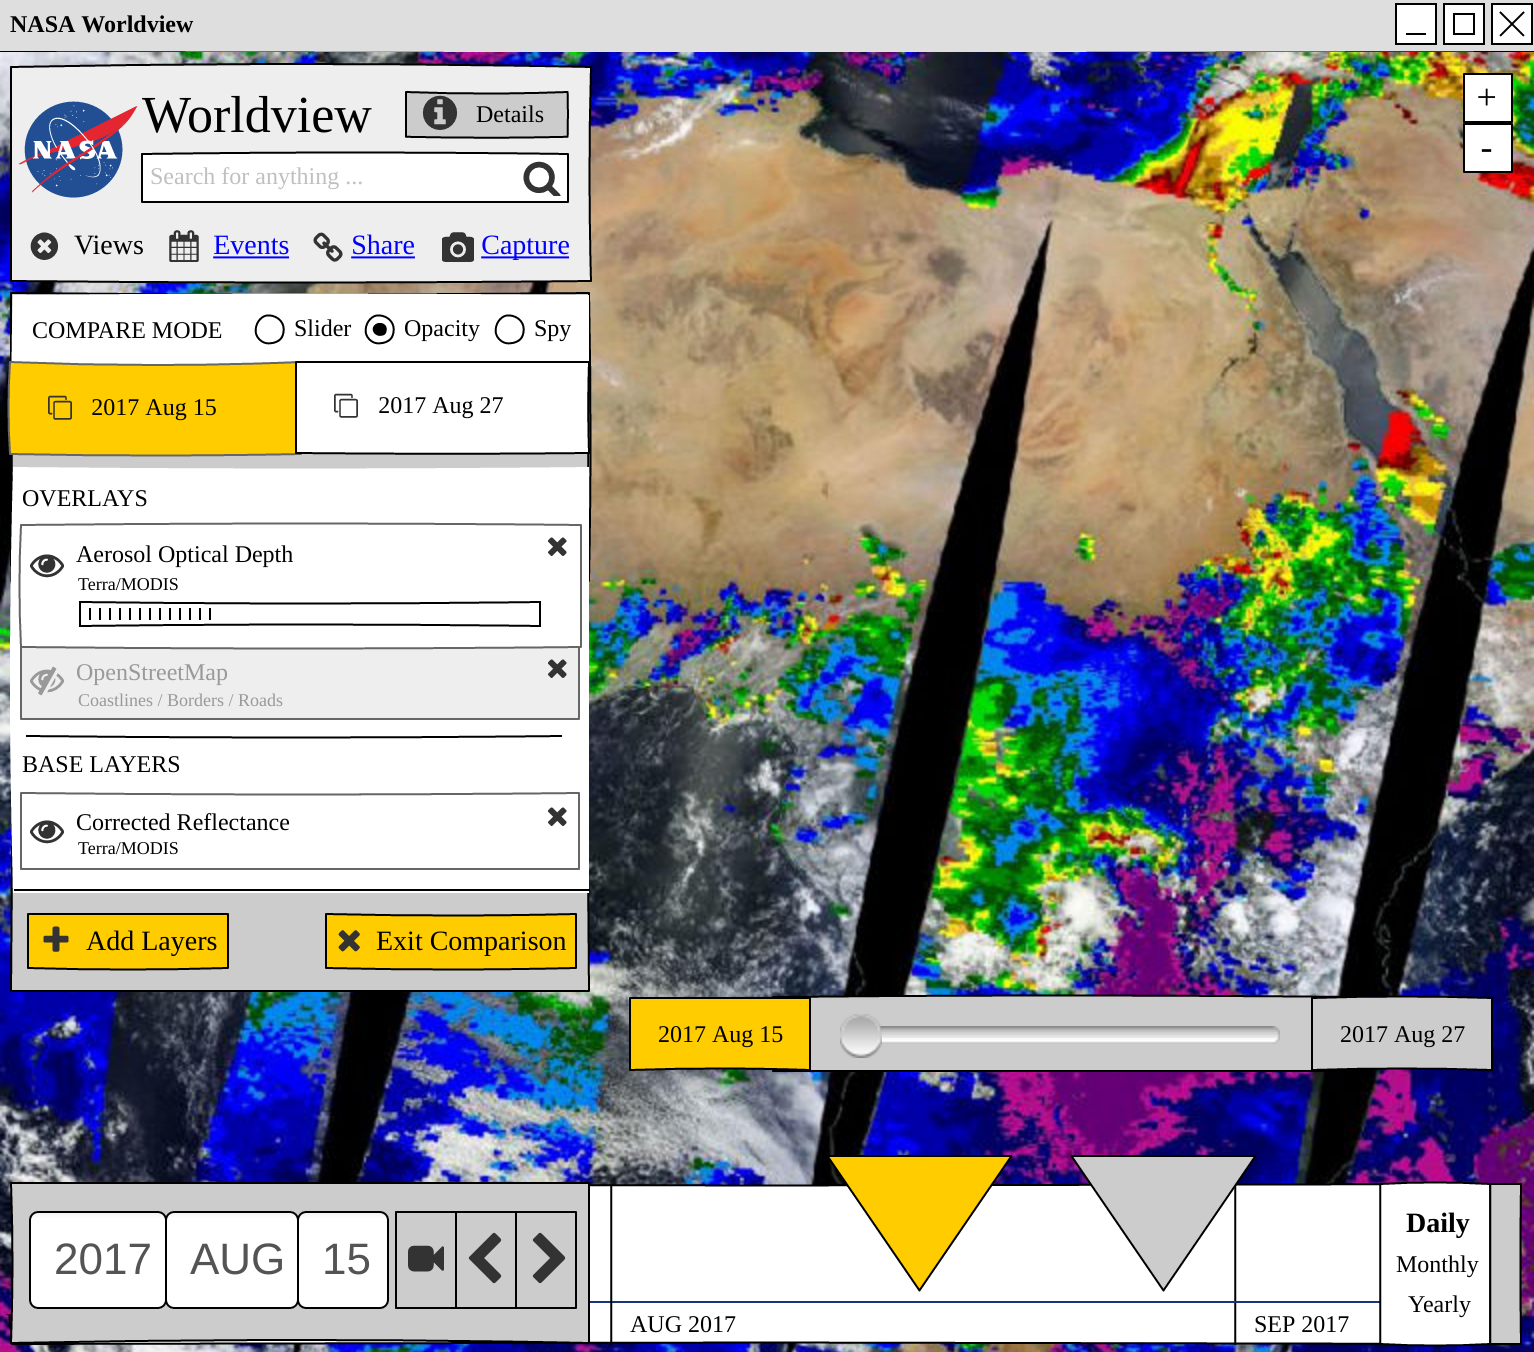 NASA Worldview
NASA
Worldview
Details
Search for anything ...
Views Events Share Capture
COMPARE MODE Slider Opacity Spy
2017 Aug 15 2017 Aug 27
OVERLAYS
Aerosol Optical Depth
Terra/MODIS
OpenStreetMap
Coastlines / Borders / Roads
BASE LAYERS
Corrected Reflectance
Terra/MODIS
Add Layers Exit Comparison
+
-
2017 Aug 15 2017 Aug 27
2017 AUG 15
AUG 2017 SEP 2017
Daily
Monthly
Yearly